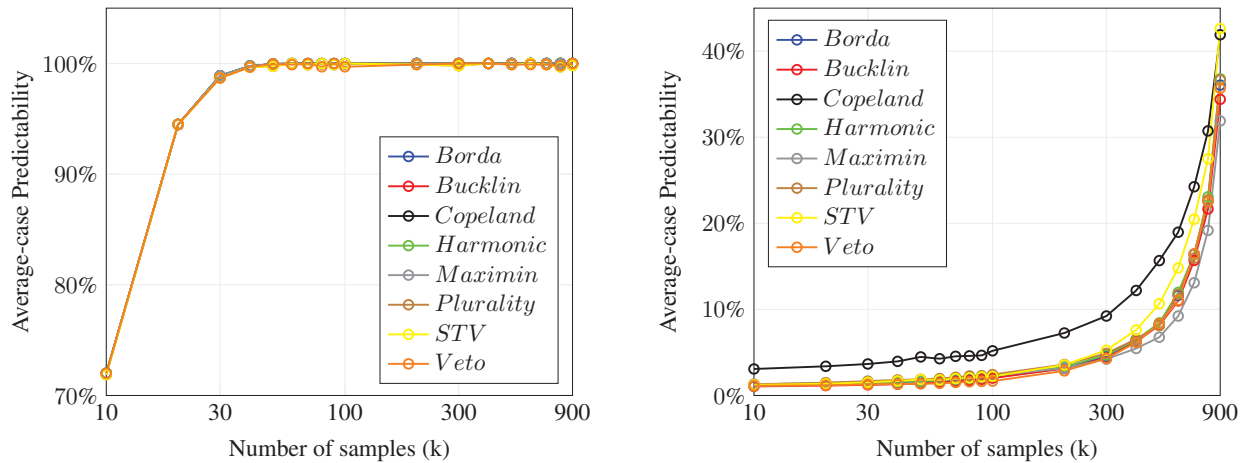 100%
90%
80%
70%
10
30
100
300
900
Average-case Predictability
Number of samples (k)
Borda
Bucklin
Copeland
Harmonic
Maximin
Plurality
STV
Veto
40%
30%
20%
10%
0%
10
30
100
300
900
Average-case Predictability
Number of samples (k)
Borda
Bucklin
Copeland
Harmonic
Maximin
Plurality
STV
Veto